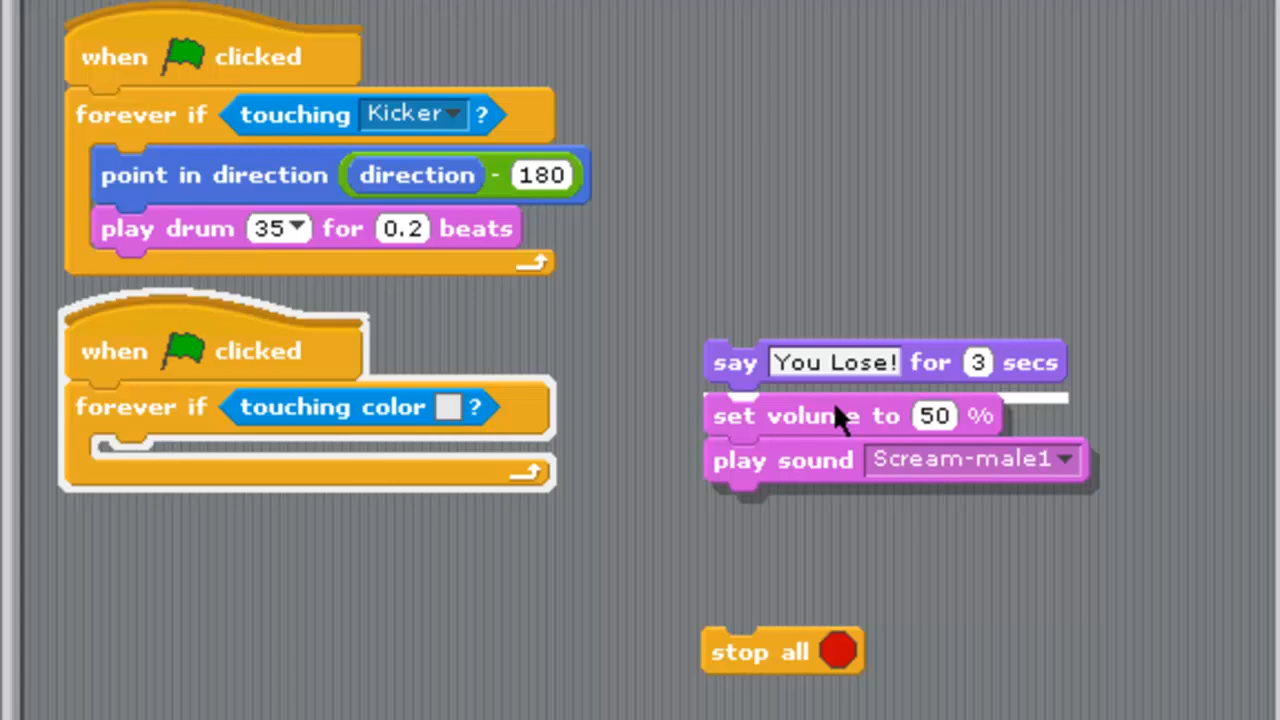 when clicked
forever if touching Kicker ?
point in direction direction - 180
play drum 35 for 0.2 beats
when clicked
forever if touching color ?
say You Lose! for 3 secs
set volume to 50 %
play sound Scream-male1
stop all